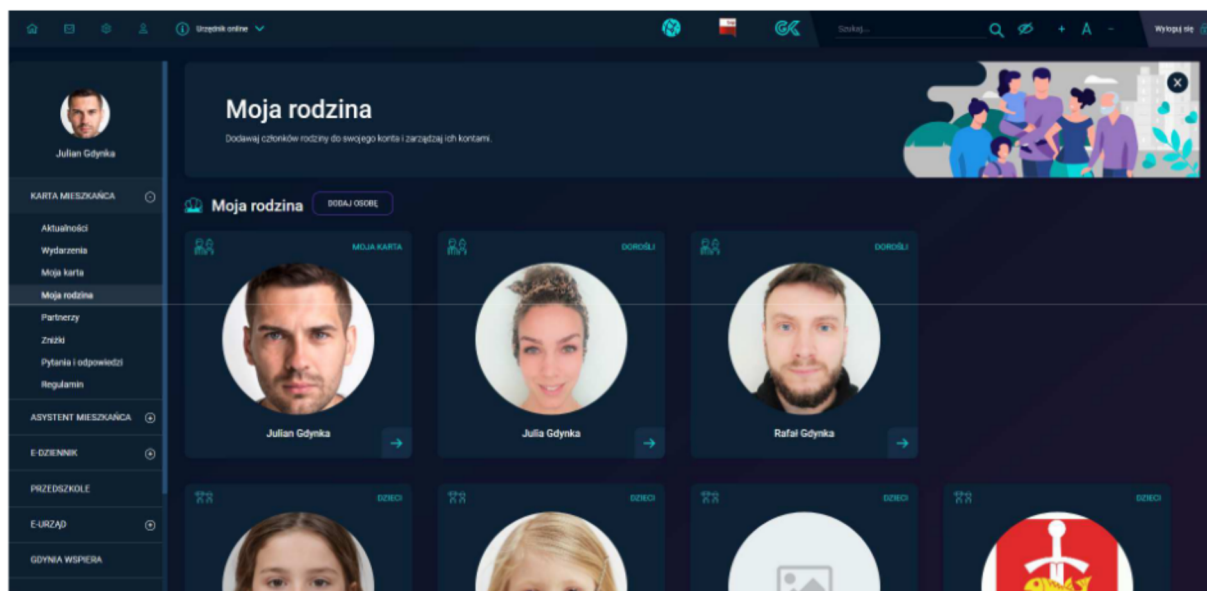 Urzędnik online
Szukaj...
+ A -
Wyloguj się
Julian Gdynka
KARTA MIESZKAŃCA
Aktualności
Wydarzenia
Moja karta
Moja rodzina
Partnerzy
Zniżki
Pytania i odpowiedzi
Regulamin
ASYSTENT MIESZKAŃCA
E-DZIENNIK
PRZEDSZKOLE
E-URZĄD
GDYNIA WSPIERA
Moja rodzina
Dodawaj członków rodziny do swojego konta i zarządzaj ich kontami.
Moja rodzina
DODAJ OSOBĘ
MOJA KARTA
Julian Gdynka
DOROŚLI
Julia Gdynka
DOROŚLI
Rafał Gdynka
DZIECI
DZIECI
DZIECI
DZIECI